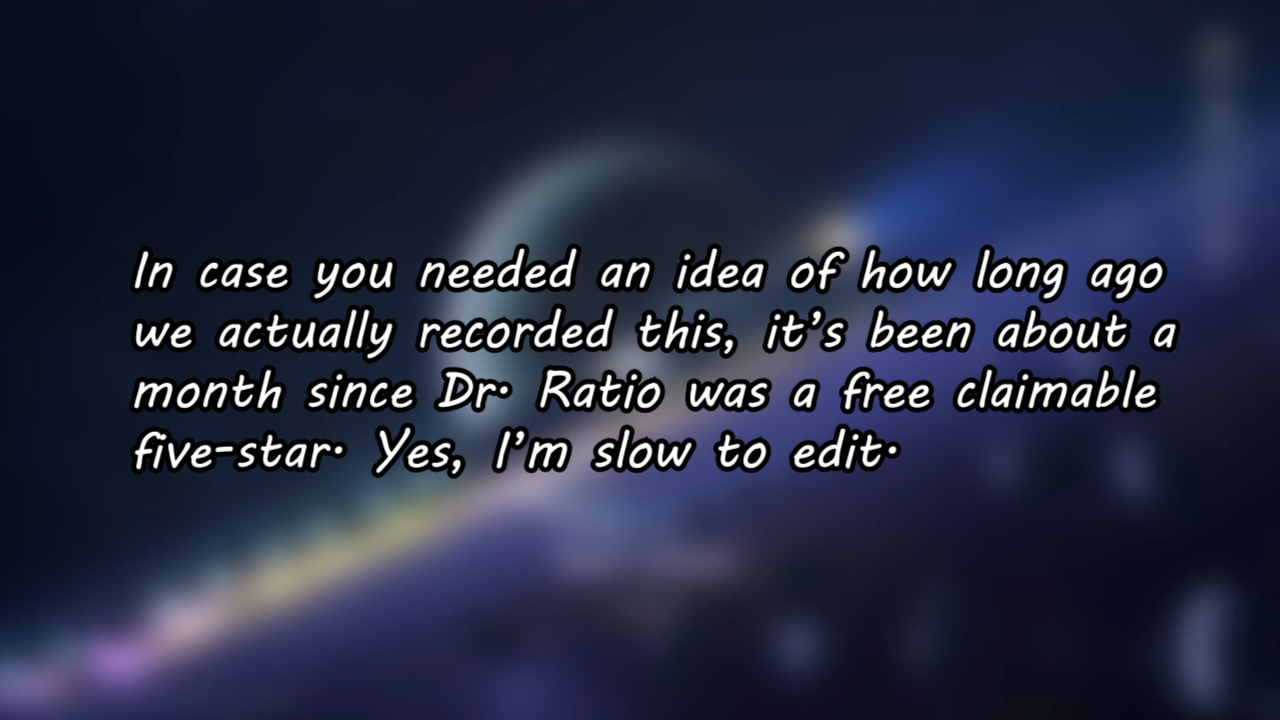 In case you needed an idea of how long ago
we actually recorded this, it's been about a
month since Dr. Ratio was a free claimable
five-star. Yes, I'm slow to edit.